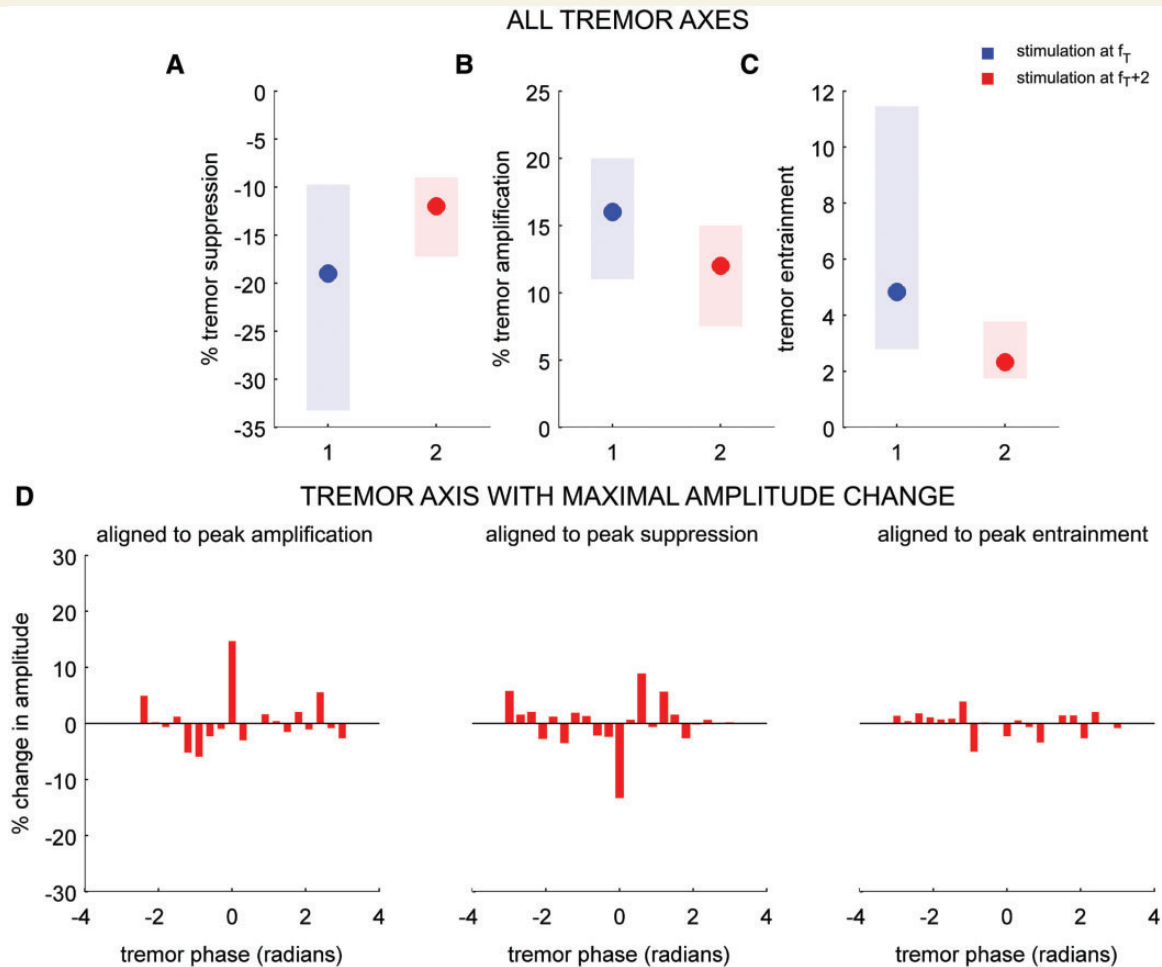 ALL TREMOR AXES
stimulation at f_T
stimulation at f_T+2
A
% tremor suppression
0
-5
-10
-15
-20
-25
-30
-35
1 2
B
% tremor amplification
25
20
15
10
5
0
1 2
C
tremor entrainment
12
10
8
6
4
2
0
1 2
D
TREMOR AXIS WITH MAXIMAL AMPLITUDE CHANGE
aligned to peak amplification
aligned to peak suppression
aligned to peak entrainment
% change in amplitude
30
20
10
0
-10
-20
-30
-4 -2 0 2 4
tremor phase (radians)
-4 -2 0 2 4
tremor phase (radians)
-4 -2 0 2 4
tremor phase (radians)